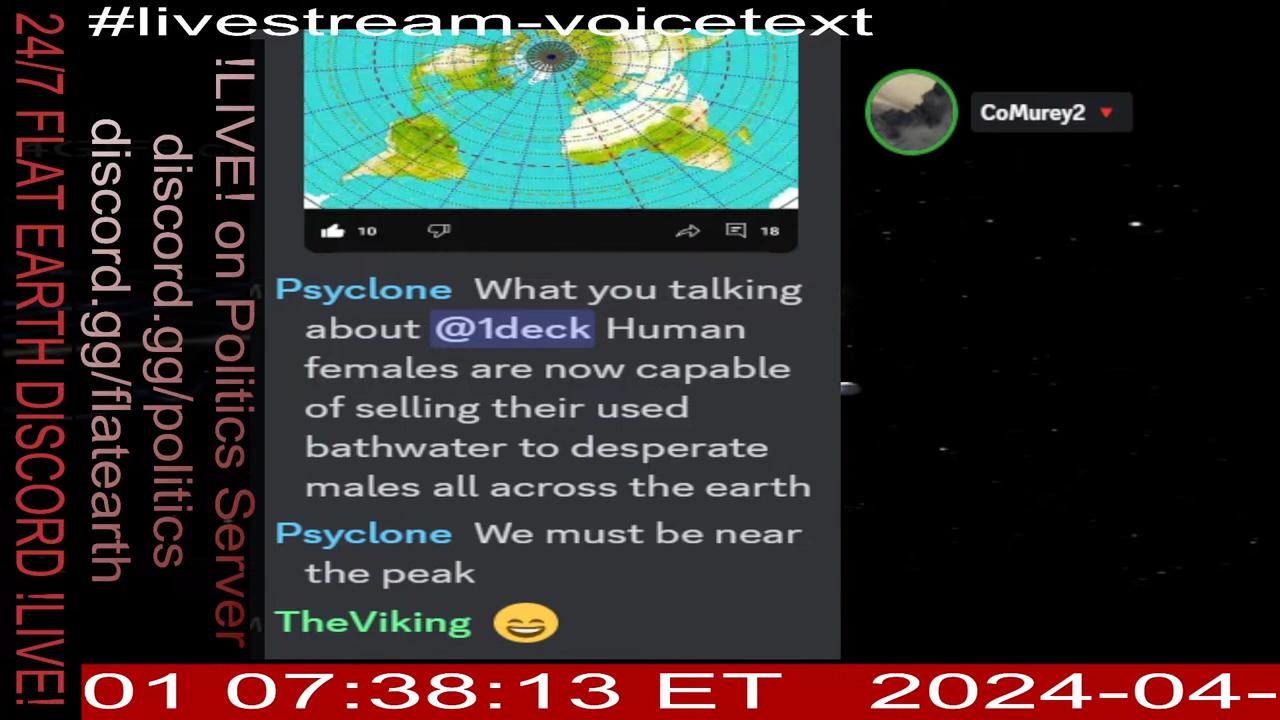 #livestream-voicetext
24/7 FLAT EARTH DISCORD !LIVE!
discord.gg/flatearth
discord.gg/politics
!LIVE! on Politics Server
CoMurey2
10
18
Psyclone What you talking
about @1deck Human
females are now capable
of selling their used
bathwater to desperate
males all across the earth
Psyclone We must be near
the peak
TheViking 😄
01 07:38:13 ET 2024-04-